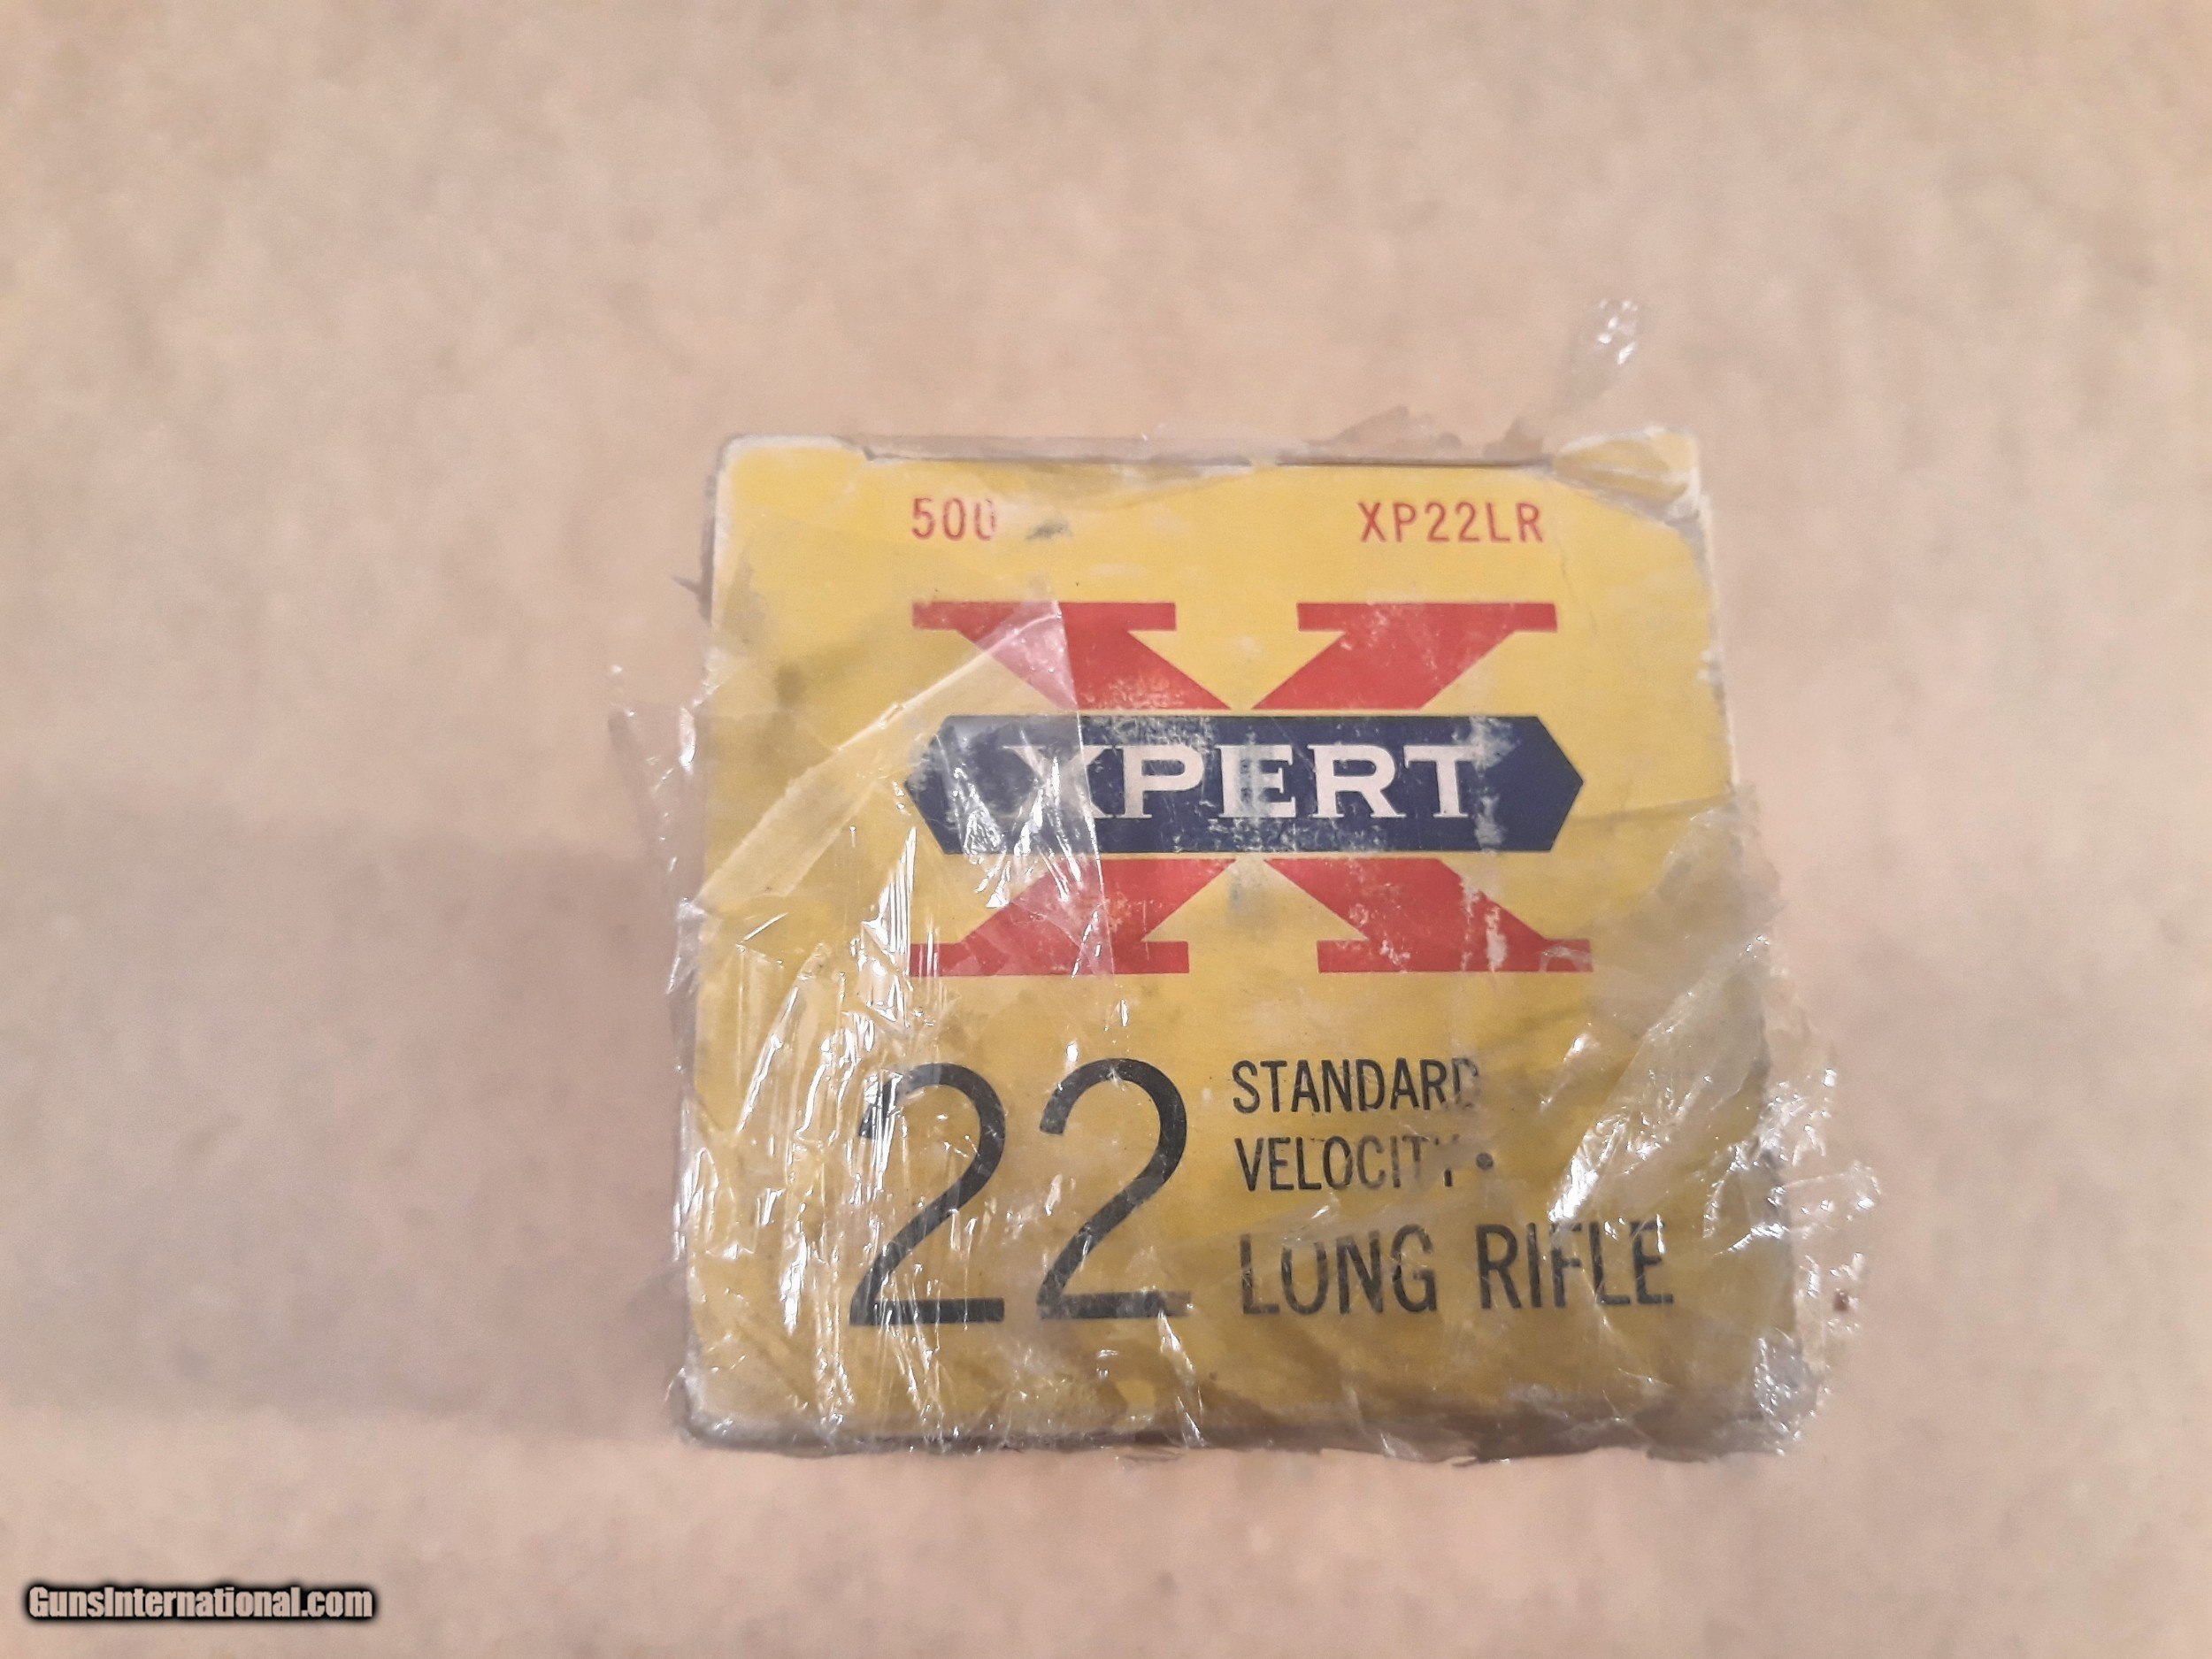 500 XP22LR
XPERT
22 STANDARD
VELOCITY •
LONG RIFLE
GunsInternational.com